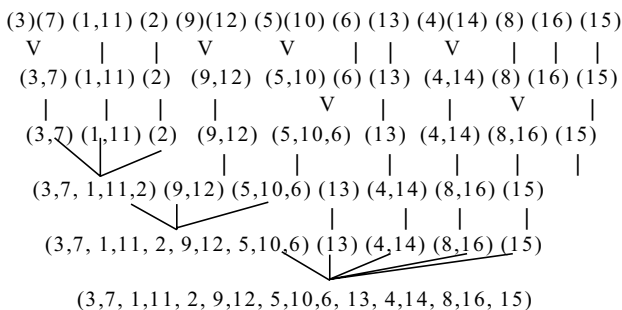 (3)(7) (1,11) (2) (9)(12) (5)(10) (6) (13) (4)(14) (8) (16) (15)
(3,7) (1,11) (2) (9,12) (5,10) (6) (13) (4,14) (8) (16) (15)
(3,7) (1,11) (2) (9,12) (5,10,6) (13) (4,14) (8,16) (15)
(3,7, 1,11,2) (9,12) (5,10,6) (13) (4,14) (8,16) (15)
(3,7, 1,11, 2, 9,12, 5,10,6) (13) (4,14) (8,16) (15)
(3,7, 1,11, 2, 9,12, 5,10,6, 13, 4,14, 8,16, 15)